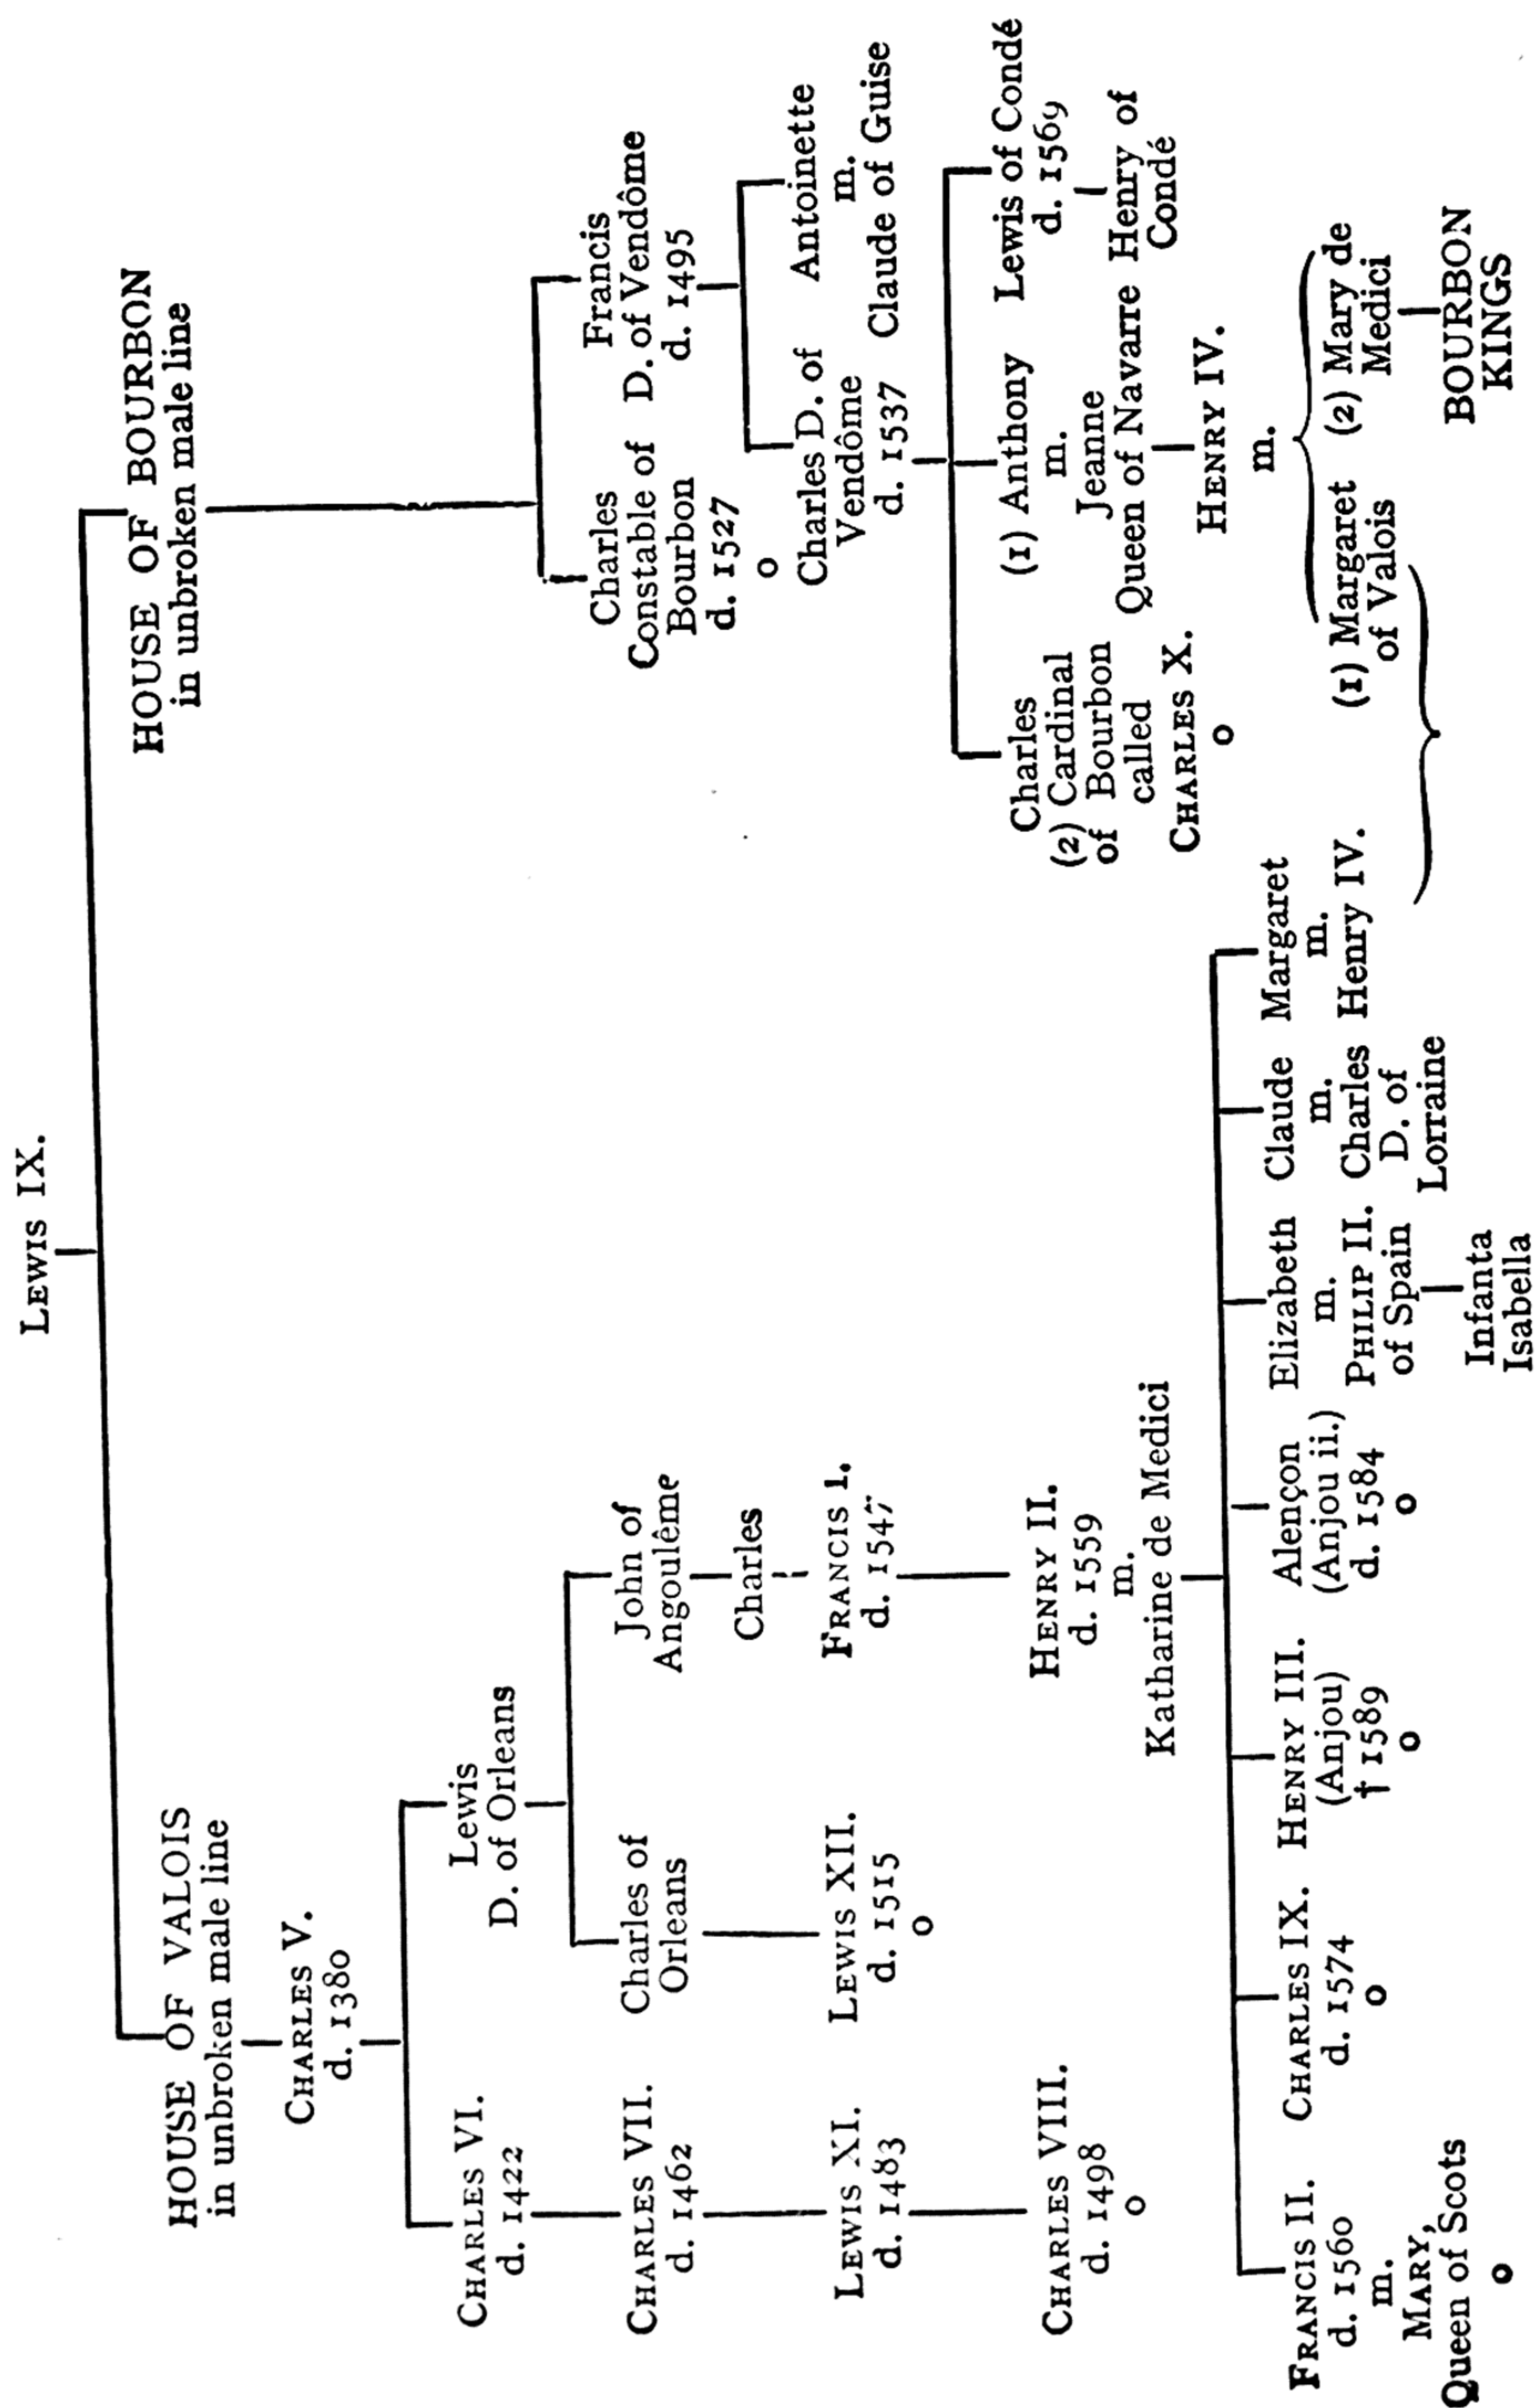 LEWIS IX.
HOUSE OF VALOIS
in unbroken male line
HOUSE OF BOURBON
in unbroken male line
CHARLES V.
d. 1380
CHARLES VI.
d. 1422
Lewis
D. of Orleans
CHARLES VII.
d. 1462
Charles of
Orleans
John of
Angoulême
Charles
LEWIS XI.
d. 1483
LEWIS XII.
d. 1515
o
FRANCIS I.
d. 1547
CHARLES VIII.
d. 1498
o
HENRY II.
d. 1559
m.
Katharine de Medici
FRANCIS II.
d. 1560
m.
MARY,
Queen of Scots
o
CHARLES IX.
d. 1574
o
HENRY III.
(Anjou)
† 1589
o
Alençon
(Anjou ii.)
d. 1584
o
Elizabeth
m.
PHILIP II.
of Spain
Infanta
Isabella
Claude
m.
Charles
D. of
Lorraine
Margaret
m.
Henry IV.
Charles
Constable of
Bourbon
d. 1527
o
Francis
D. of Vendôme
d. 1495
Charles D. of
Vendôme
d. 1537
Antoinette
m.
Claude of Guise
Charles
(2) Cardinal
of Bourbon
called
CHARLES X.
o
(1) Anthony
m.
Jeanne
Queen of Navarre
Lewis of Condé
d. 1569
Henry of
Condé
HENRY IV.
m.
(1) Margaret
of Valois
(2) Mary de
Medici
BOURBON
KINGS